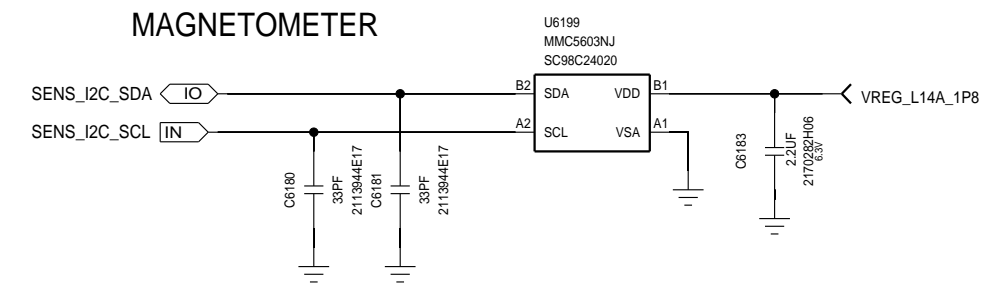 MAGNETOMETER
U6199
MMC5603NJ
SC98C24020
SENS_I2C_SDA IO B2 SDA VDD B1 VREG_L14A_1P8
SENS_I2C_SCL IN A2 SCL VSA A1
C6180
33PF
2113944E17
C6181
33PF
2113944E17
C6183
2.2UF
2170282H06
6.3V